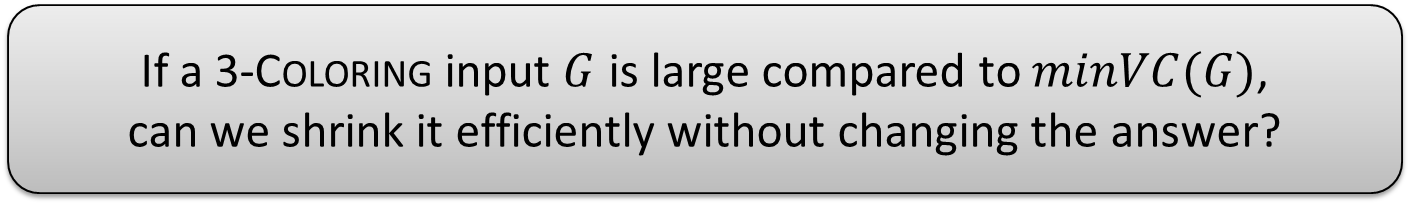 If a 3-COLORING input G is large compared to minVC(G),
can we shrink it efficiently without changing the answer?